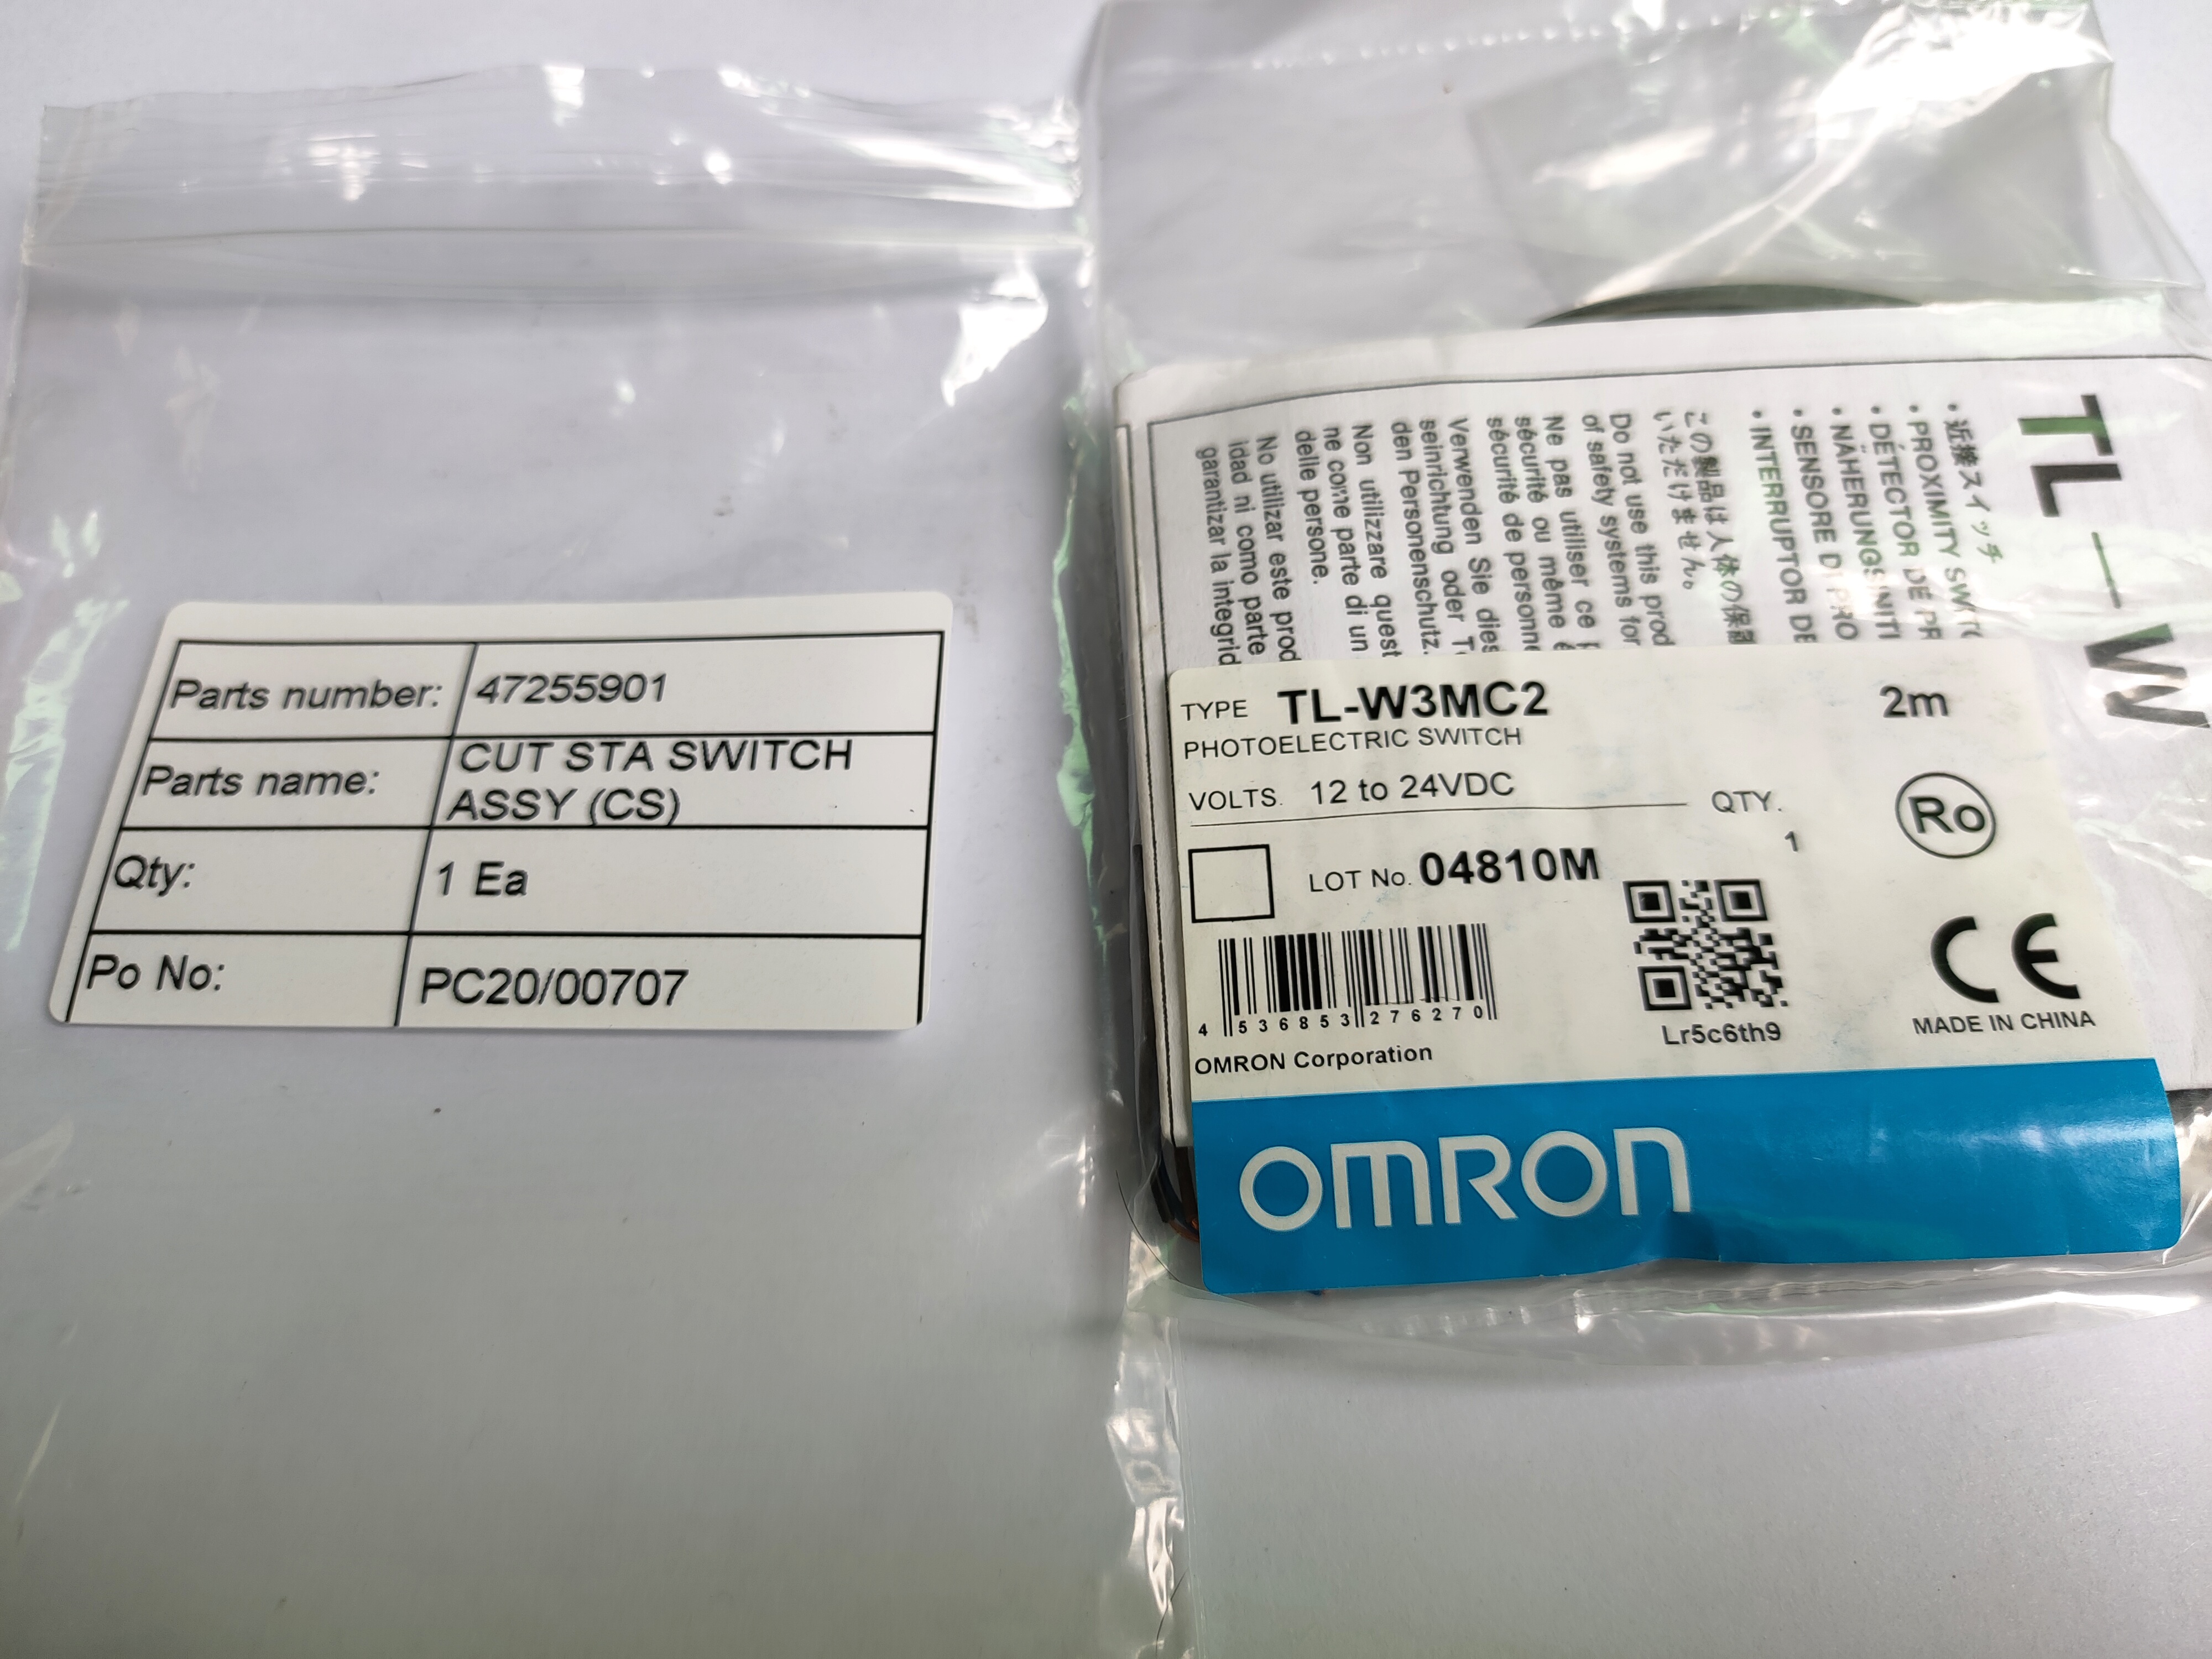 Parts number: 47255901
Parts name: CUT STA SWITCH
ASSY (CS)
Qty: 1 Ea
Po No: PC20/00707
TL-W
・近接スイッチ
・PROXIMITY
・DÉTECTOR DE
・SENSORE DI PRO
・INTERRUPTOR DE
この製品は人体の保
いただけません。
Do not use this prod
of safety systems for
Ne pas utiliser ce
sécurité ou même
sécurité de personne
Verwenden Sie dies
seinrichtung oder
den Personenschutz.
Non utilizzare quest
ne come parte di un
delle persone.
No utilizar este prod
idad ni como parte
garantizar la integrid
TYPE TL-W3MC2 2m
PHOTOELECTRIC SWITCH
VOLTS. 12 to 24VDC
QTY.
1
Ro
LOT No. 04810M
4 536853 276270
Lr5c6th9
CE
MADE IN CHINA
OMRON Corporation
OMRON